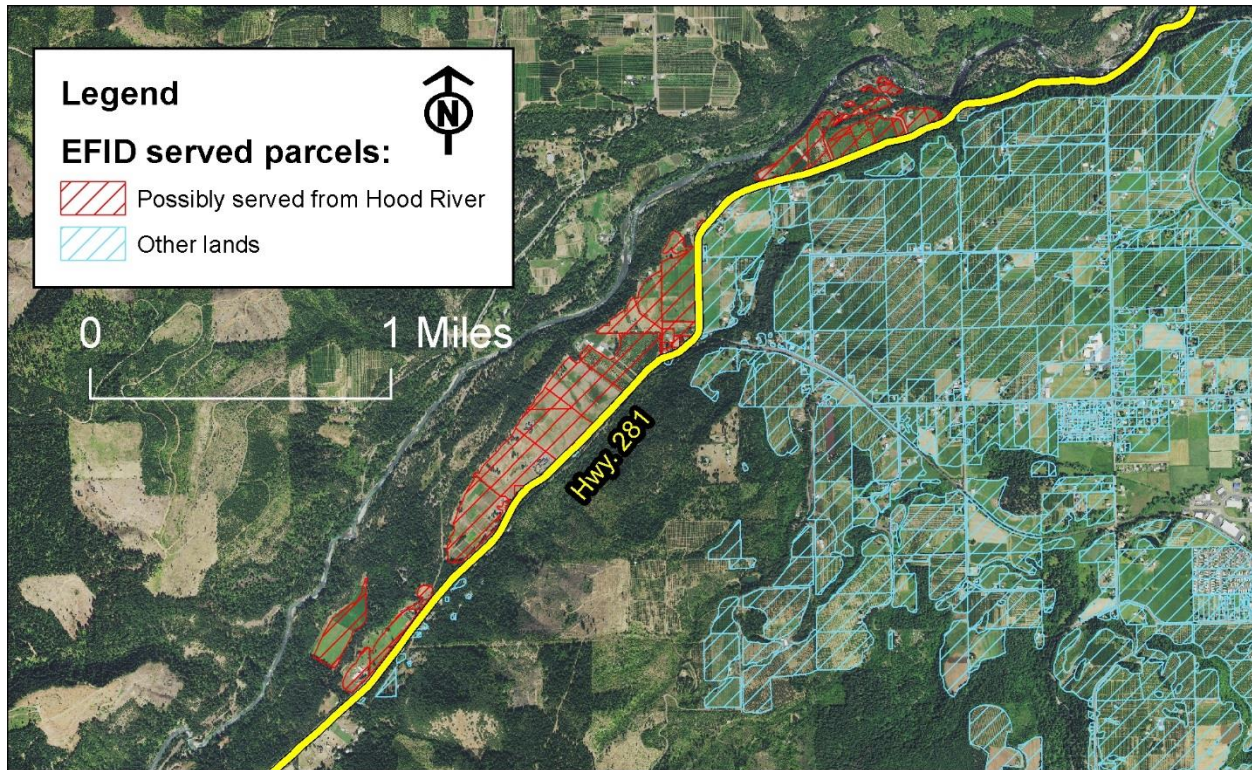 Legend
N
EFID served parcels:
Possibly served from Hood River
Other lands
0 1 Miles
Hwy. 281